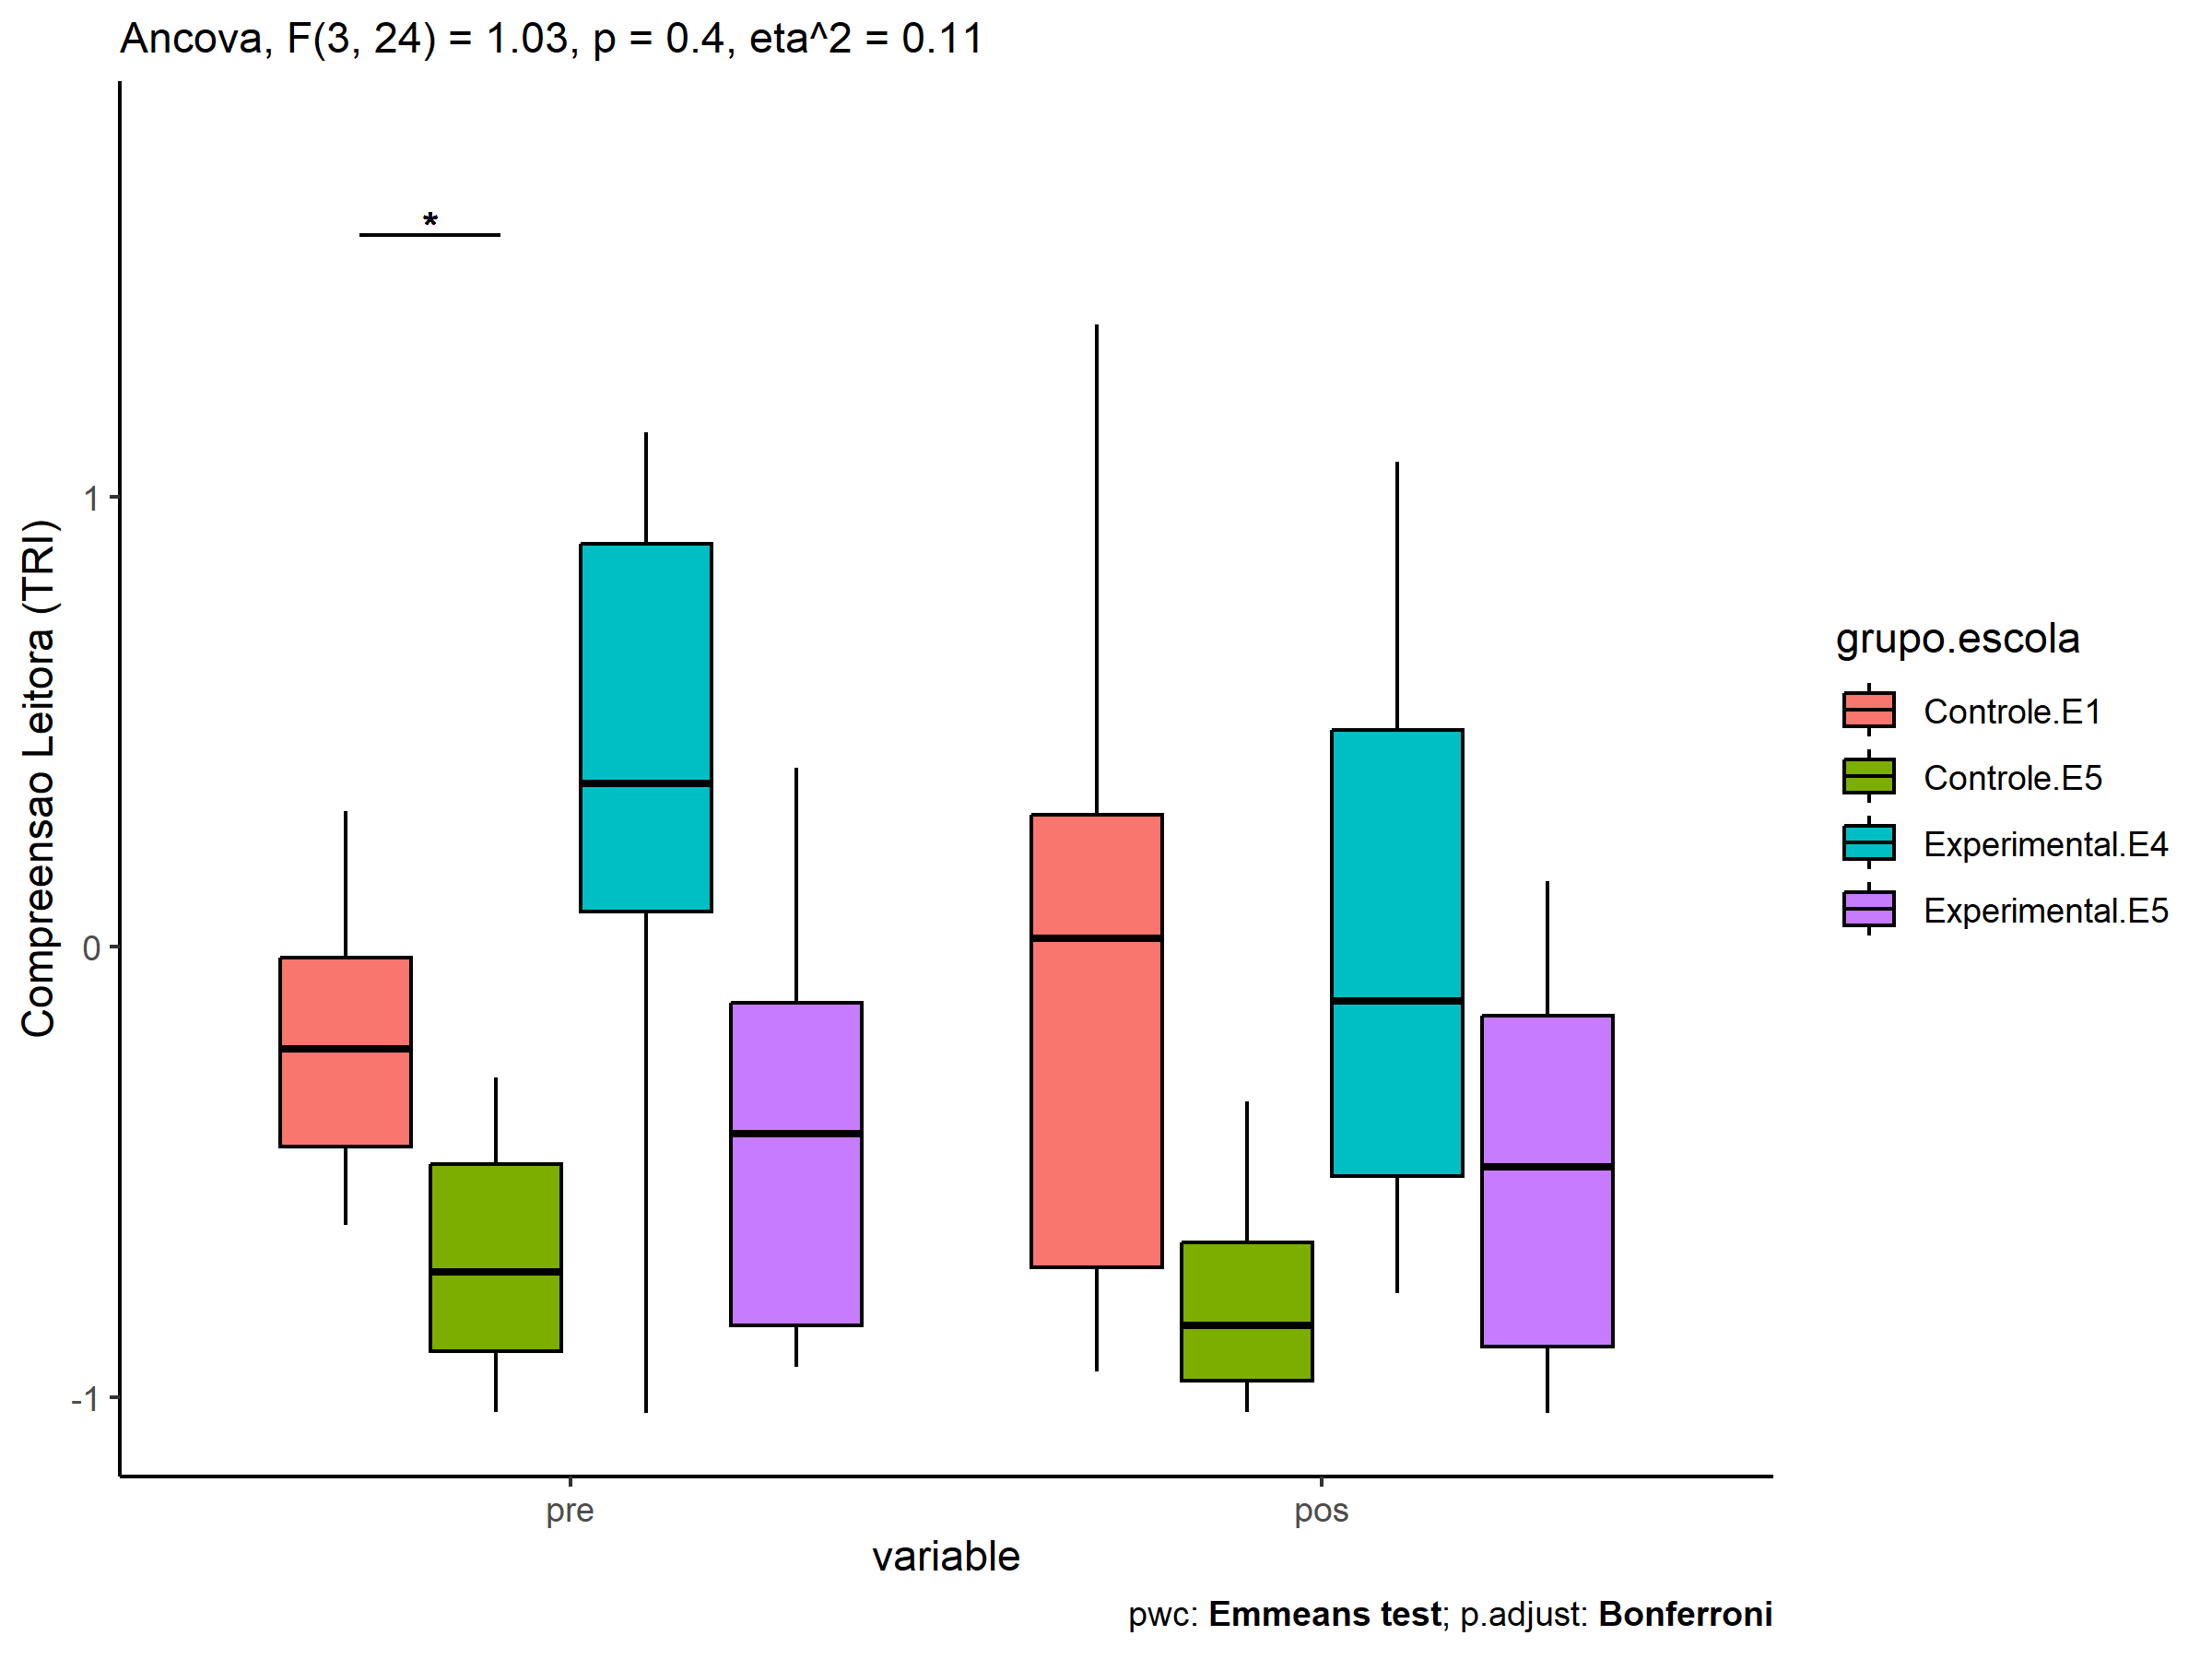 Ancova, F(3, 24) = 1.03, p = 0.4, eta^2 = 0.11
*
Compreensao Leitora (TRI)
1
0
-1
pre
pos
variable
grupo.escola
Controle.E1
Controle.E5
Experimental.E4
Experimental.E5
pwc: Emmeans test; p.adjust: Bonferroni